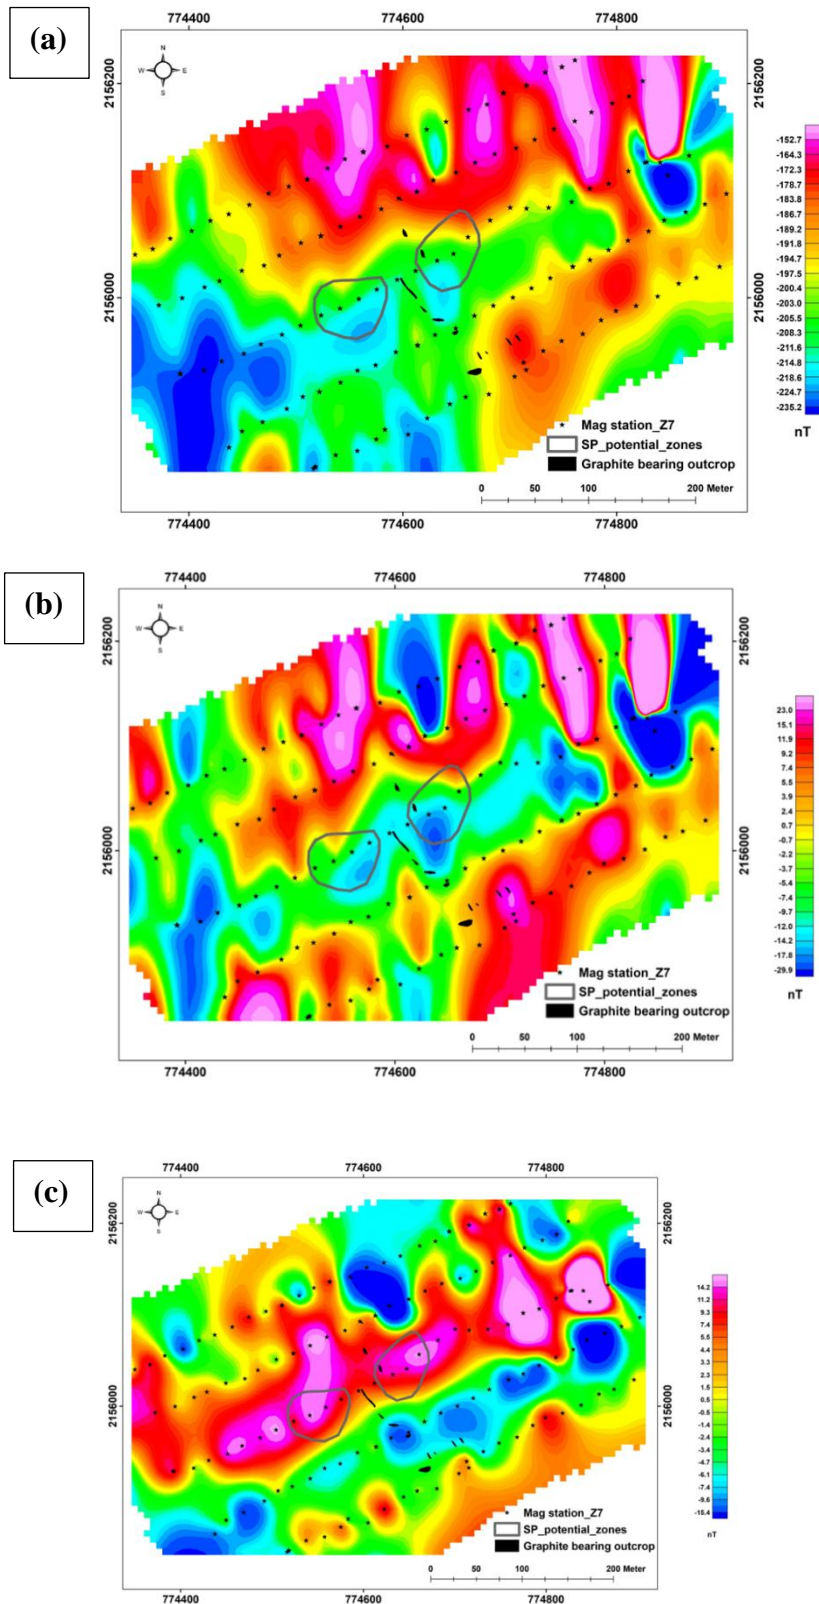 (a)
774400 774600 774800
N
W E
S
2156200 2156200
2156000 2156000
-152.7
-164.3
-172.3
-178.7
-183.8
-186.7
-189.2
-191.8
-194.7
-197.5
-200.4
-203.0
-205.5
-208.3
-211.6
-214.8
-218.6
-224.7
-235.2
nT
Mag station_Z7
SP_potential_zones
Graphite bearing outcrop
0 50 100 200 Meter
774400 774600 774800
(b)
774400 774600 774800
N
W E
S
2156200 2156200
2156000 2156000
23.0
15.1
11.9
9.2
7.4
5.5
3.9
2.4
0.7
-2.2
-3.7
-5.4
-7.4
-9.7
-12.0
-14.2
-17.8
-29.9
nT
Mag station_Z7
SP_potential_zones
Graphite bearing outcrop
0 50 100 200 Meter
774400 774600 774800
(c)
774400 774600 774800
N
W E
S
2156200 2156200
2156000 2156000
14.2
11.2
9.3
7.4
5.5
4.4
3.3
2.3
1.5
0.5
-0.5
-1.5
-2.4
-3.4
-4.7
-6.1
-7.4
-9.6
-15.4
nT
Mag station_Z7
SP_potential_zones
Graphite bearing outcrop
0 50 100 200 Meter
774400 774600 774800